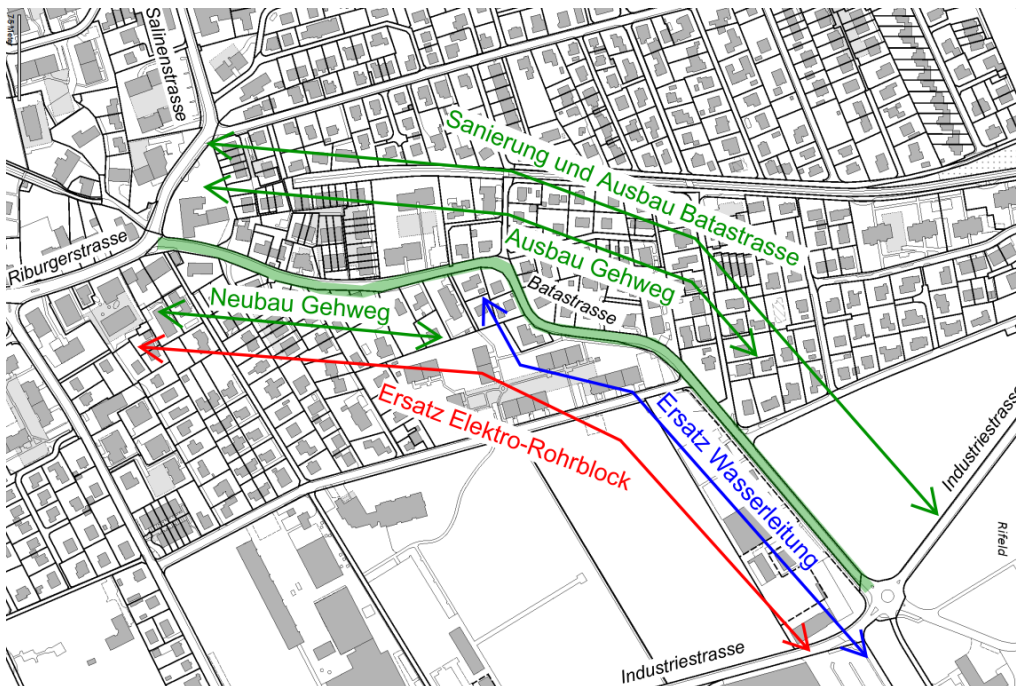 Salinenstrasse
Sanierung und Ausbau Batastrasse
Ausbau Gehweg
Riburgerstrasse
Neubau Gehweg
Batastrasse
Ersatz Elektro-Rohrblock
Ersatz Wasserleitung
Industriestrasse
Rifeld
Industriestrasse